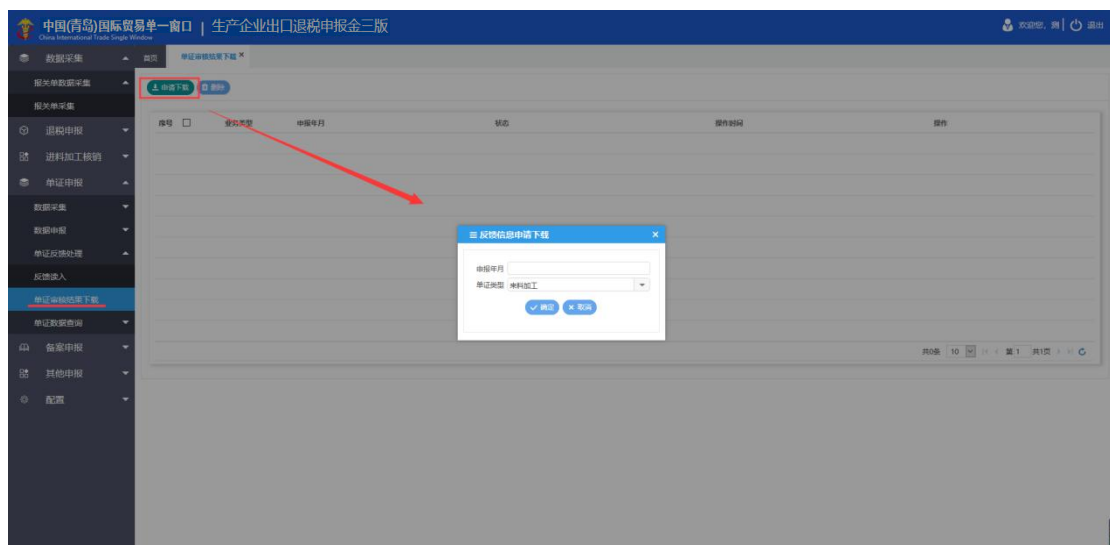 中国(青岛)国际贸易单一窗口 | 生产企业出口退税申报金三版
China International Trade Single Window
欢迎您, 测 | 退出
数据采集
报关单数据采集
报关单采集
退税申报
进料加工核销
单证申报
数据采集
数据申报
单证反馈处理
反馈读入
单证审核结果下载
单证数据查询
备案申报
其他申报
配置
首页 单证审核结果下载 ×
申请下载 删除
序号 业务类型 申报年月 状态 操作时间 操作
反馈信息申请下载 ×
申报年月
单证类型 来料加工
确定 取消
共0条 10 第 1 共1页